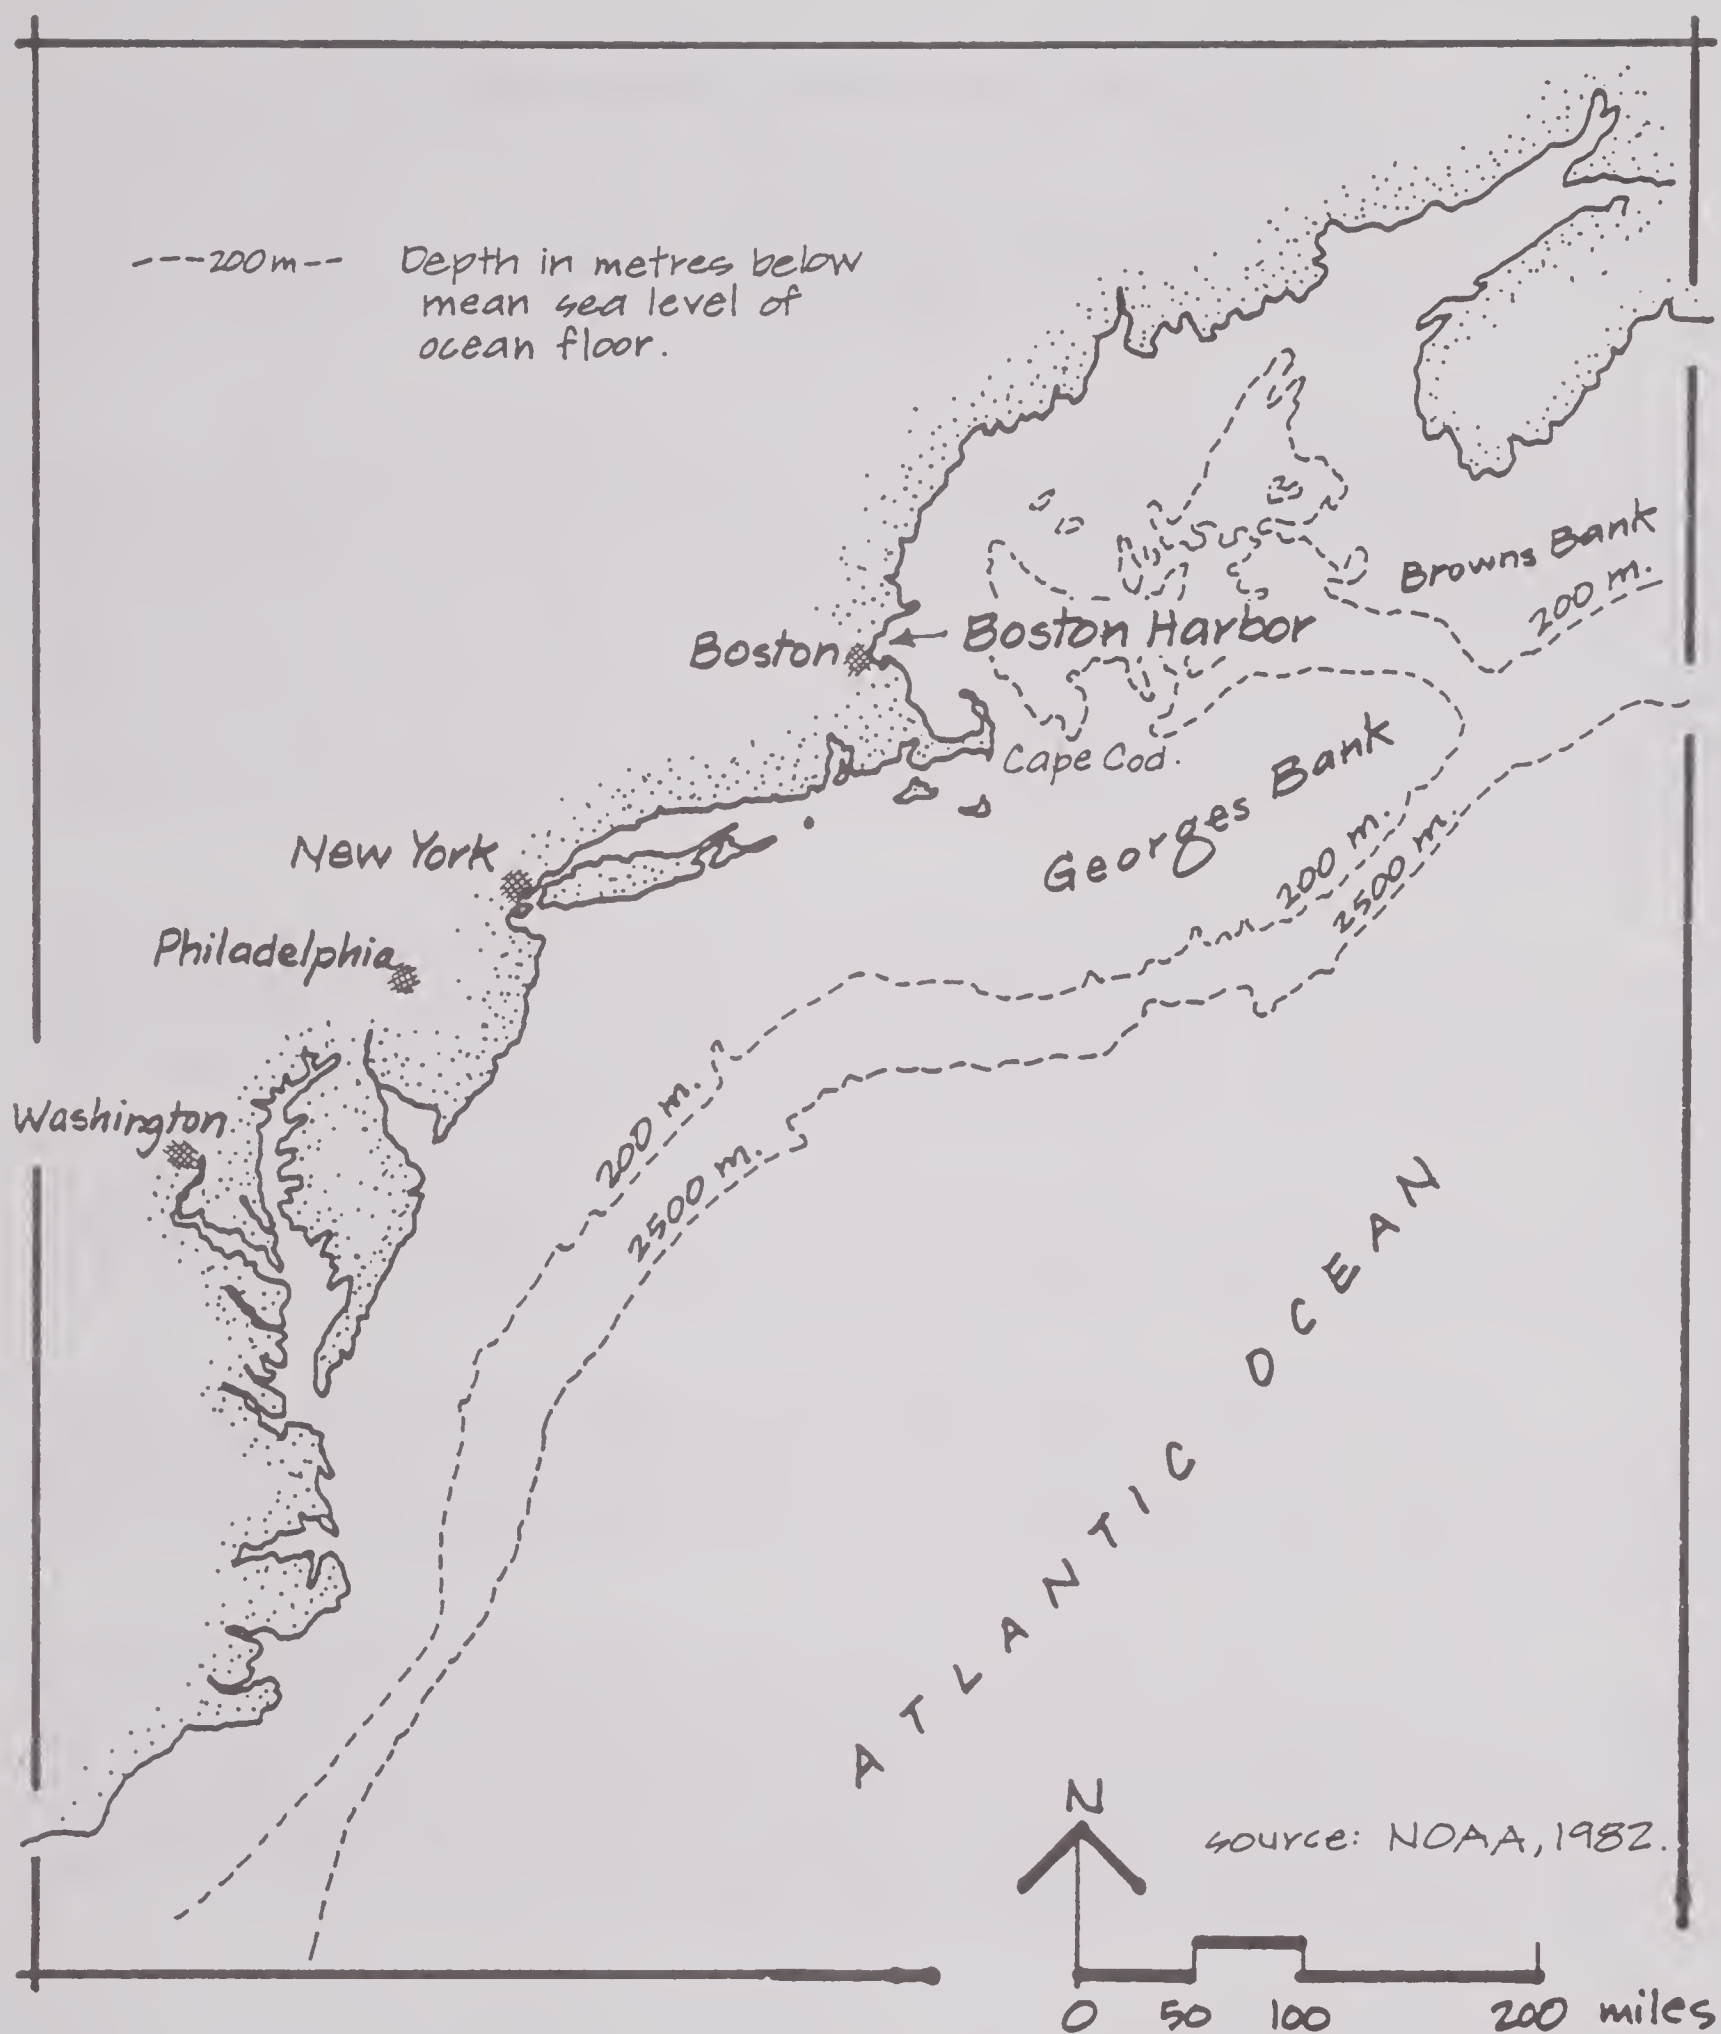 ---200m-- Depth in metres below
mean sea level of
ocean floor.
Browns Bank
200 m.
Boston Harbor
Boston
Cape Cod.
Georges Bank
200 m.
2500 m.
New York
Philadelphia
Washington
200 m.
2500 m.
ATLANTIC OCEAN
N
source: NOAA, 1982.
0 50 100 200 miles